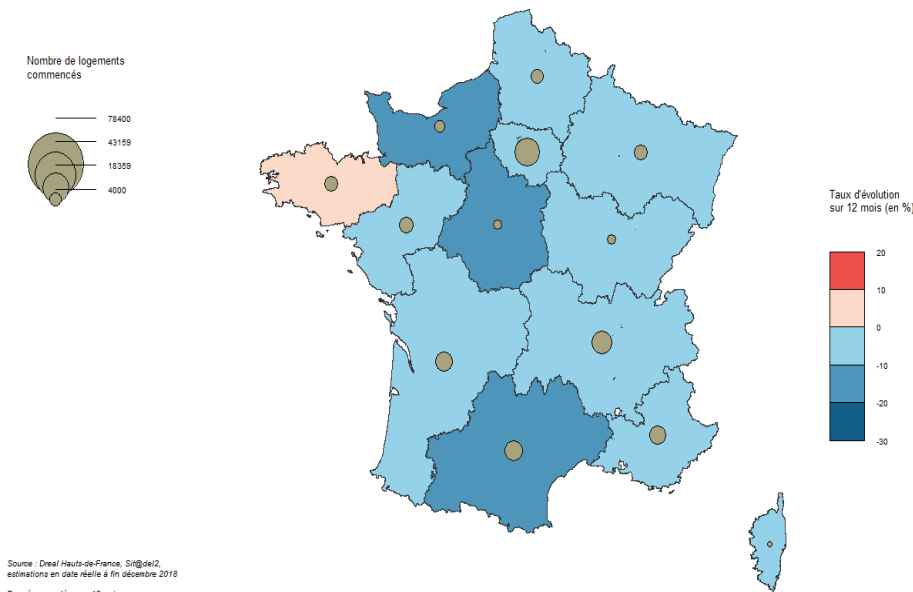 Nombre de logements
commencés
78400
43159
18359
4000
Taux d'évolution
sur 12 mois (en %)
20
10
0
-10
-20
-30
Source : Dreal Hauts-de-France, Sit@del2,
estimations en date réelle à fin décembre 2018